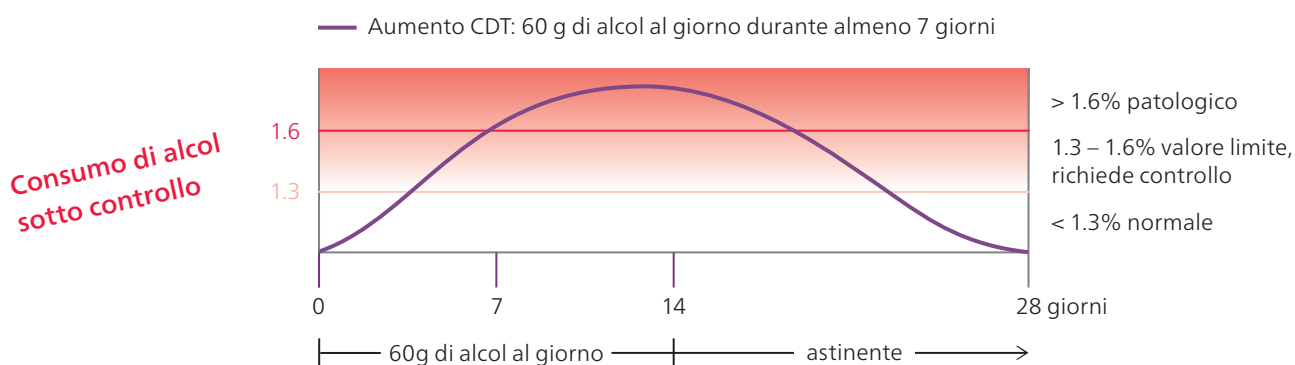 Aumento CDT: 60 g di alcol al giorno durante almeno 7 giorni
Consumo di alcol
sotto controllo
1.6
1.3
> 1.6% patologico
1.3 – 1.6% valore limite,
richiede controllo
< 1.3% normale
0
7
14
28 giorni
60g di alcol al giorno
astinente